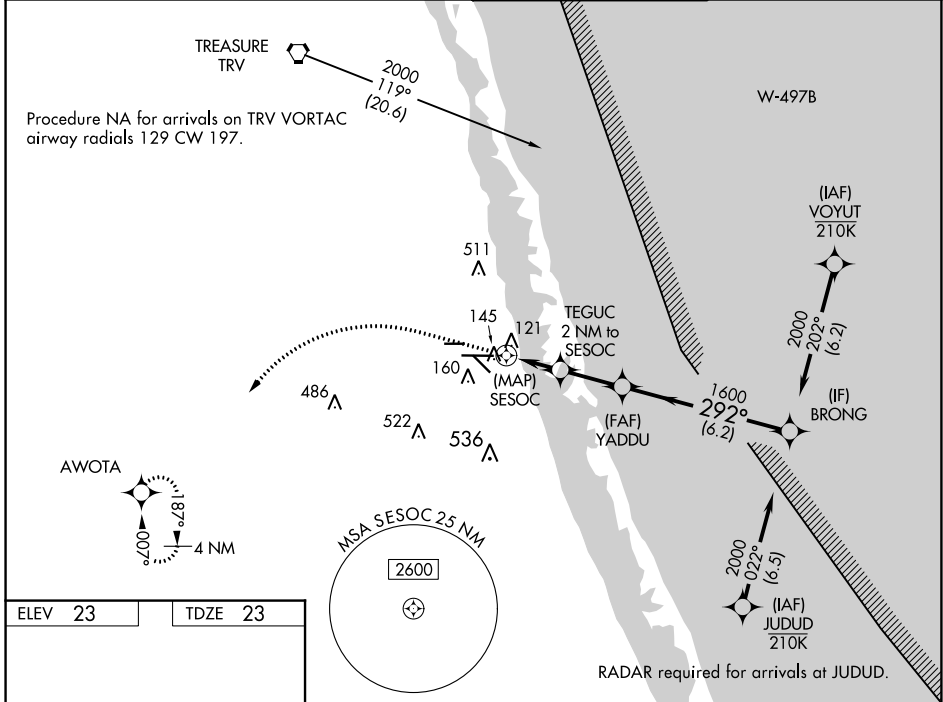 TREASURE
TRV
2000
119°
(20.6)
W-497B
Procedure NA for arrivals on TRV VORTAC
airway radials 129 CW 197.
(IAF)
VOYUT
210K
511
2000
202°
(6.2)
145
121
TEGUC
2 NM to
SESOC
160
(MAP)
SESOC
1600
292°
(6.2)
(IF)
BRONG
486
(FAF)
YADDU
522
536
AWOTA
187°
007°
4 NM
MSA SESOC 25 NM
2600
2000
022°
(6.5)
(IAF)
JUDUD
210K
ELEV 23
TDZE 23
RADAR required for arrivals at JUDUD.